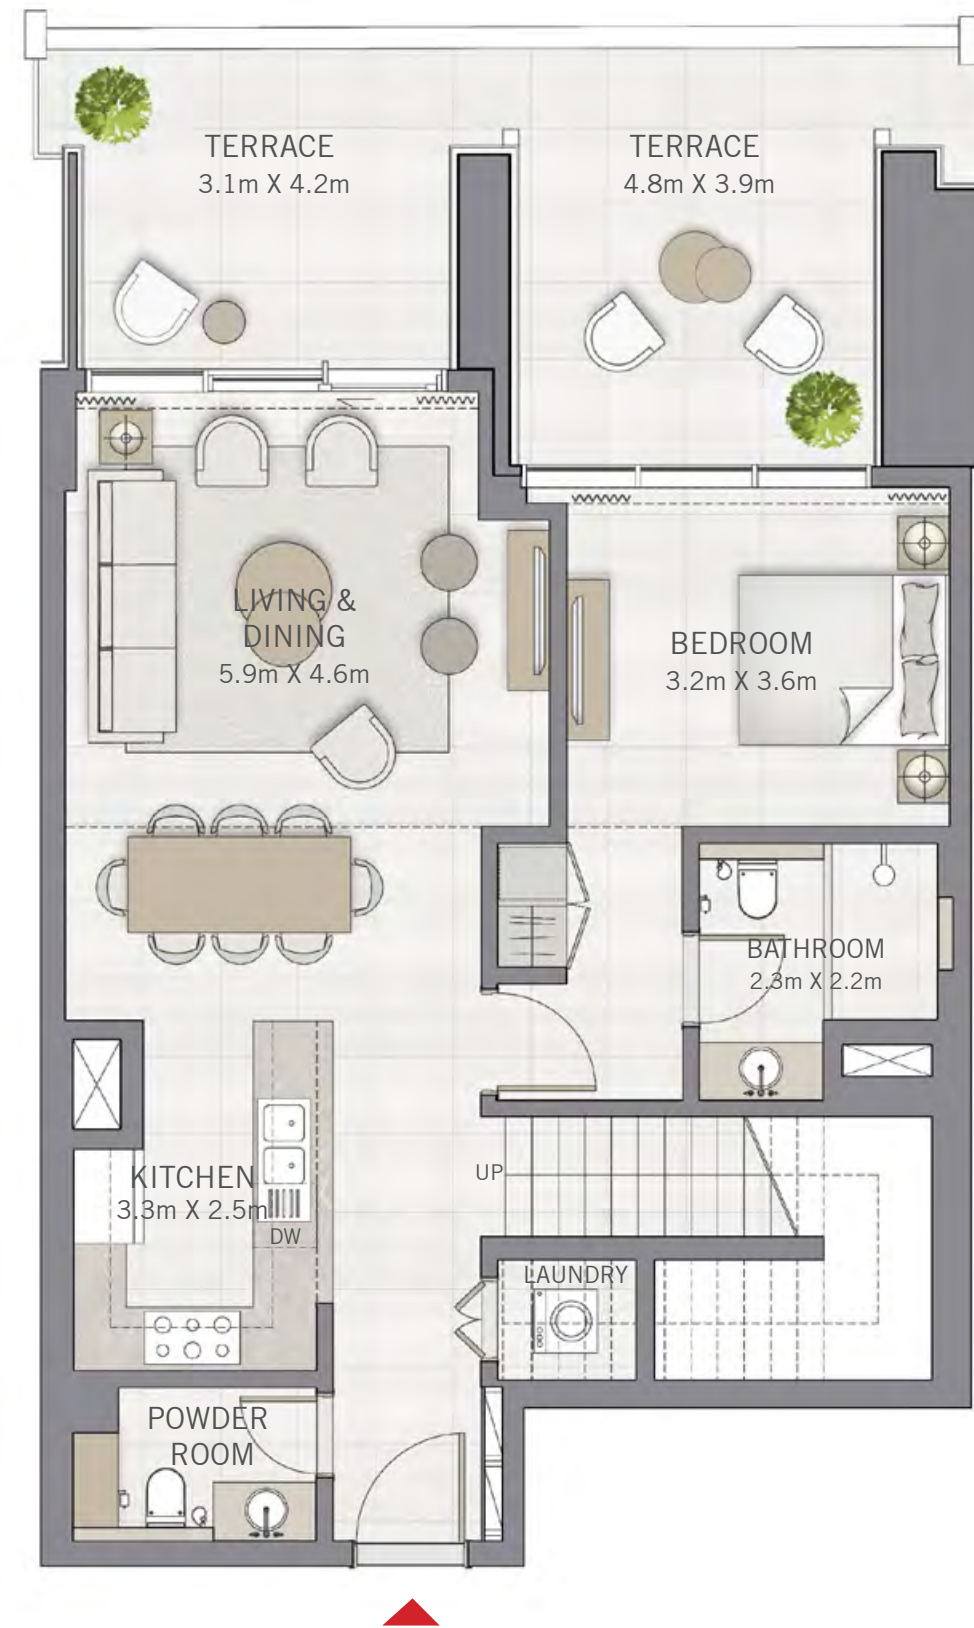 TERRACE
3.1m X 4.2m
TERRACE
4.8m X 3.9m
LIVING &
DINING
5.9m X 4.6m
BEDROOM
3.2m X 3.6m
BATHROOM
2.3m X 2.2m
KITCHEN
3.3m X 2.5m
DW
UP
LAUNDRY
POWDER
ROOM